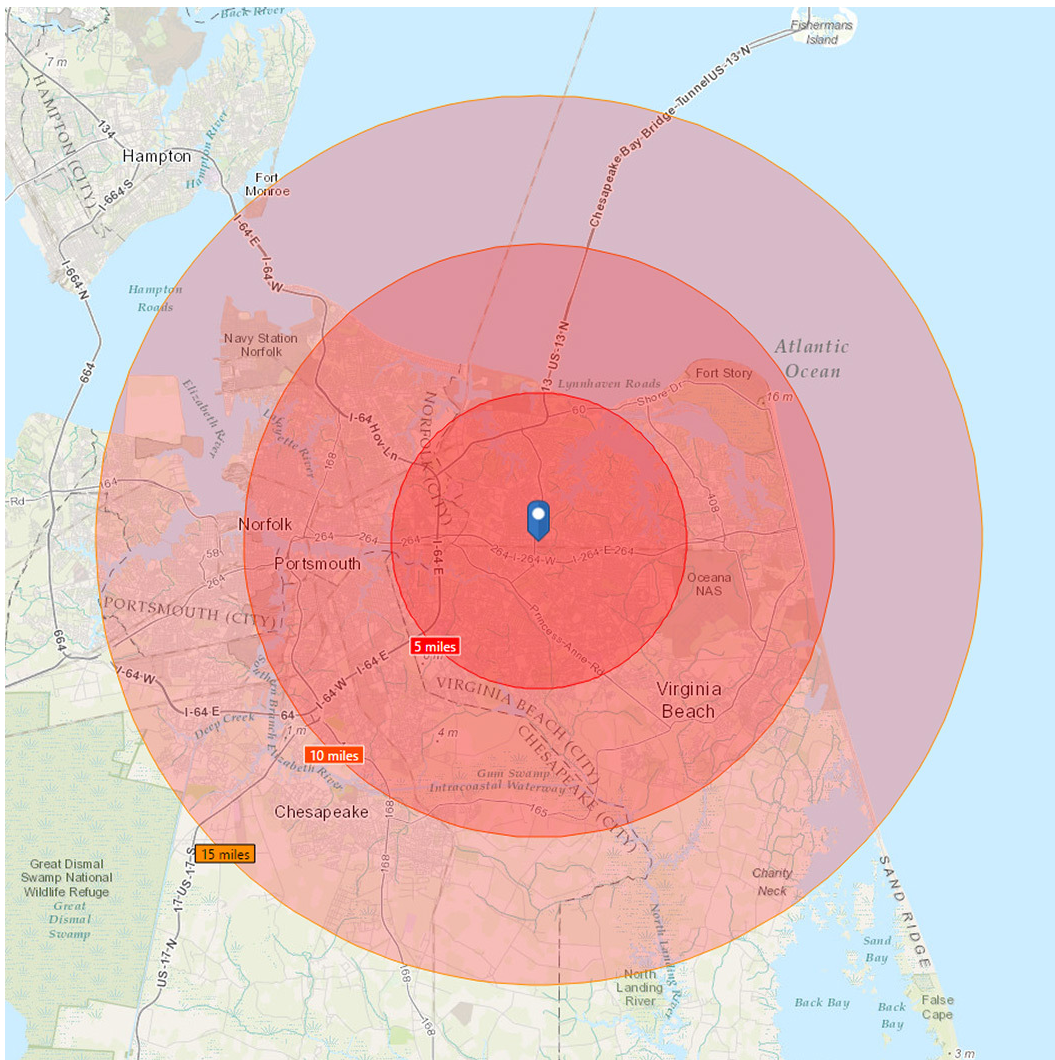 Back River
Fishermans
Island
7 m
HAMPTON (CITY)
134
Hampton River
Chesapeake-Bay-Bridge-Tunnel
US-13-N
Hampton
Fort
Monroe
I-664-S
I-64-E
I-64-W
I-664-N
Hampton
Roads
Navy Station
Norfolk
13-US-13-N
Atlantic
Ocean
664
Elizabeth River
Lafayette River
I-64-Hov-Ln
NORFOLK (CITY)
Lynnhaven Roads
Fort Story
60
Shore-Dr
16 m
168
408
Rd
164
Norfolk
264
264
264
I-64-E
264-I-264-W
I-264-E-264
58
264
Portsmouth
Oceana
NAS
PORTSMOUTH (CITY)
664
Princess-Anne-Rd
5 miles
I-64-E
I-64-W
I-64-W
Southern Branch Elizabeth River
VIRGINIA BEACH (CITY)
CHESAPEAKE (CITY)
Virginia
Beach
I-64 E
64
Deep Creek
1 m
4 m
10 miles
Gum Swamp
Intracoastal Waterway
165
Chesapeake
168
15 miles
17-US-17-S
168
Great Dismal
Swamp National
Wildlife Refuge
Great
Dismal
Swamp
Charity
Neck
SAND RIDGE
North Landing River
US-17-N
168
North
Landing
River
Sand
Bay
Back Bay
Back
Bay
False
Cape
168
3 m